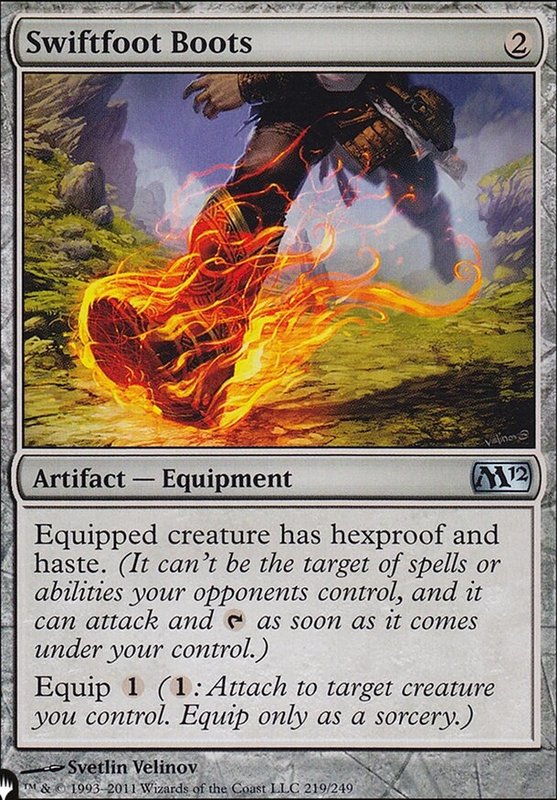 Swiftfoot Boots 2
Velinov
Artifact — Equipment M12
Equipped creature has hexproof and
haste. (It can't be the target of spells or
abilities your opponents control, and it
can attack and as soon as it comes
under your control.)
Equip 1 (1: Attach to target creature
you control. Equip only as a sorcery.)
Svetlin Velinov
™ & © 1993–2011 Wizards of the Coast LLC 219/249